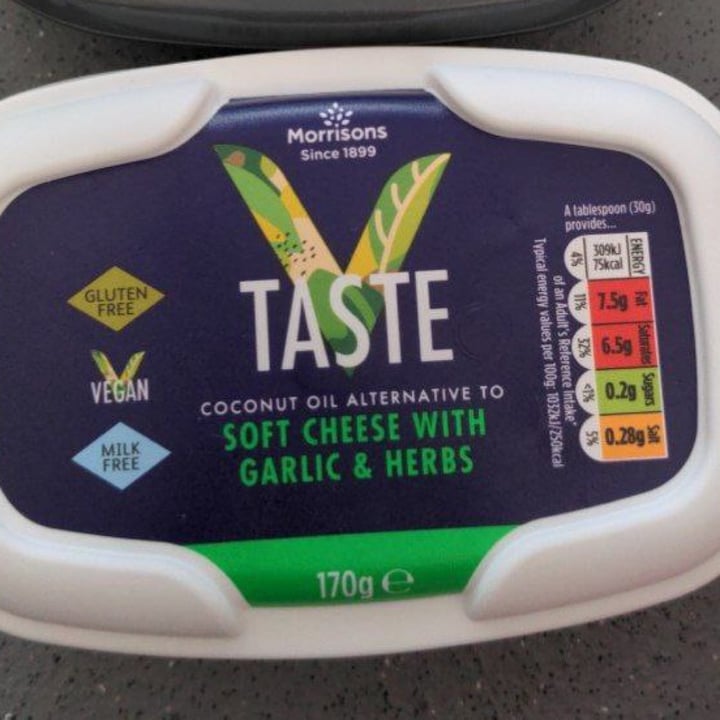 Morrisons
Since 1899
V
TASTE
COCONUT OIL ALTERNATIVE TO
SOFT CHEESE WITH
GARLIC & HERBS
GLUTEN
FREE
VEGAN
MILK
FREE
A tablespoon (30g)
provides...
ENERGY 309kJ 75kcal 4%
Fat 7.5g 11%
Saturates 6.5g 32%
Sugars 0.2g <1%
Salt 0.28g 5%
of an Adult's Reference Intake*
Typical energy values per 100g: 1032kJ/250kcal
170g ℮